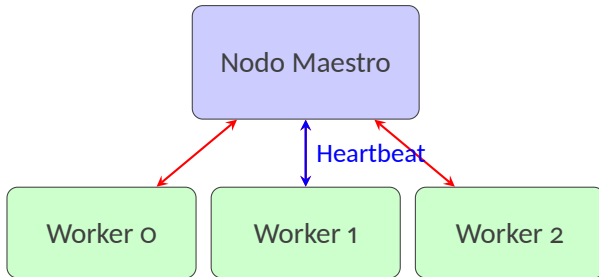 Nodo Maestro
Heartbeat
Worker 0
Worker 1
Worker 2